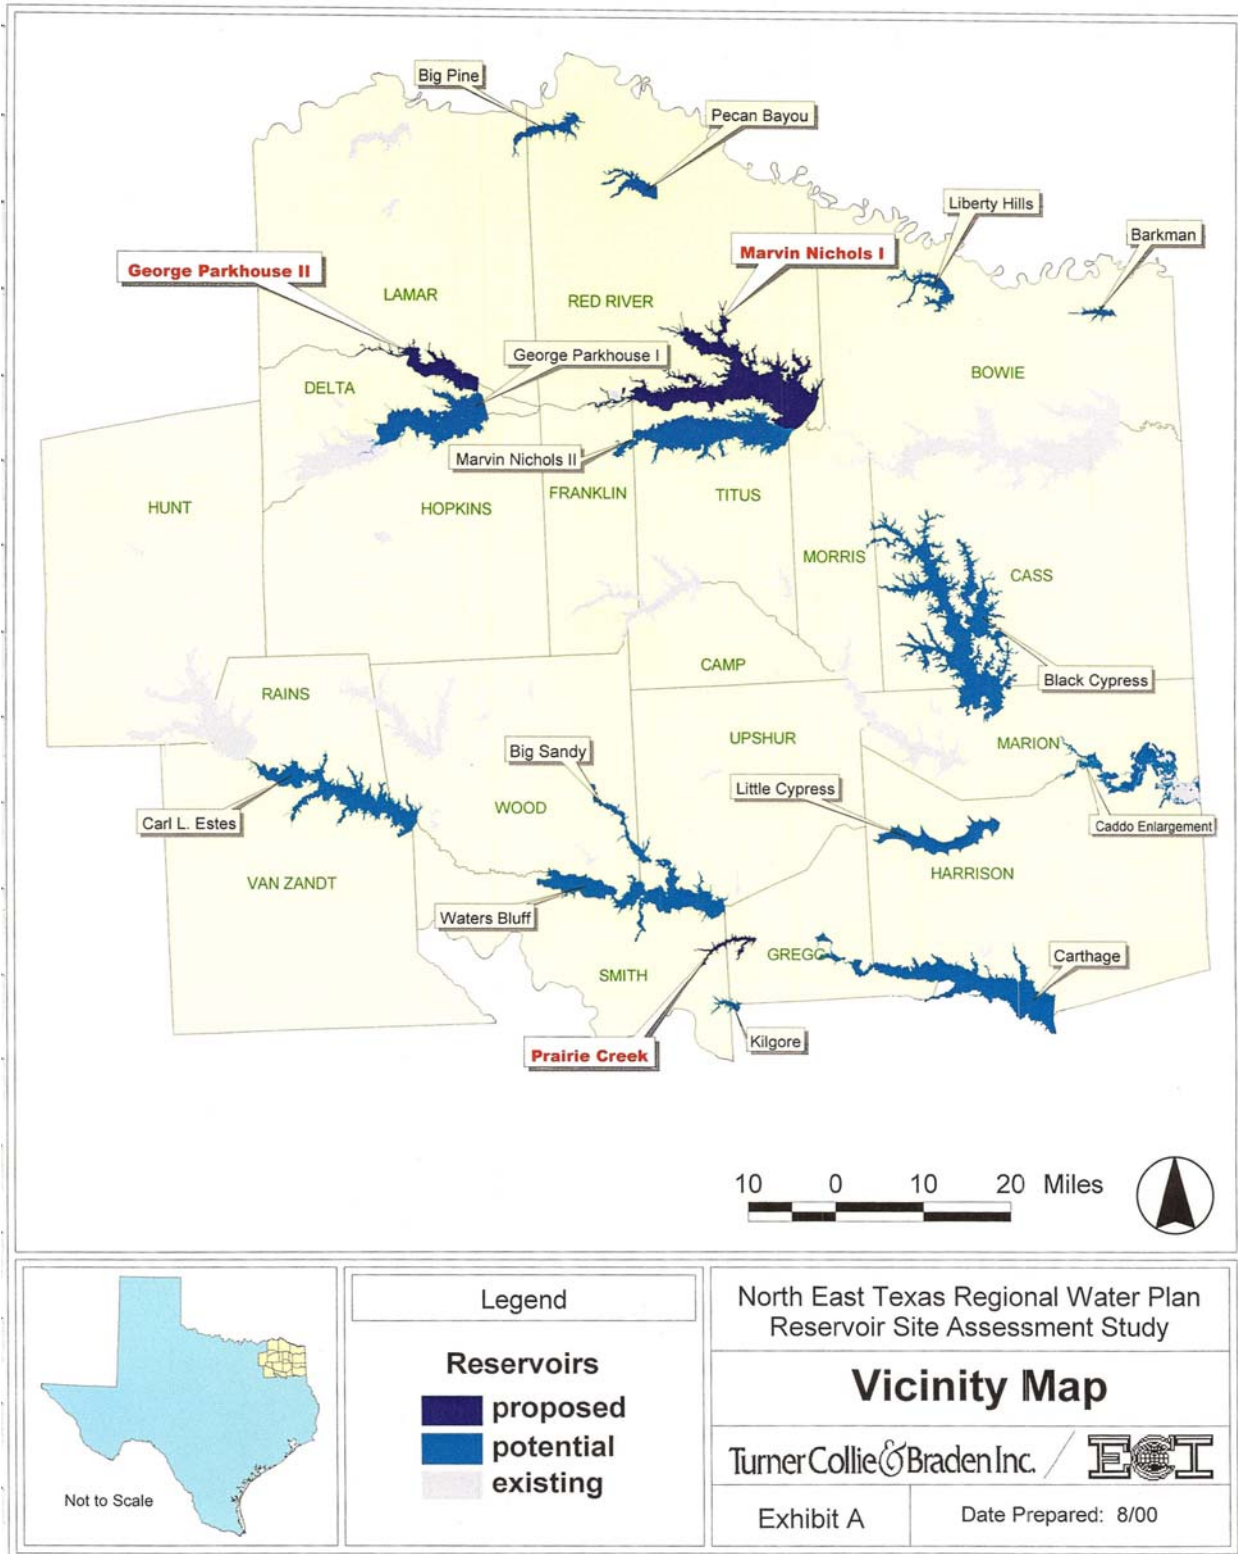 Big Pine
Pecan Bayou
Liberty Hills
Barkman
George Parkhouse II
Marvin Nichols I
LAMAR
RED RIVER
George Parkhouse I
DELTA
BOWIE
Marvin Nichols II
HUNT
HOPKINS
FRANKLIN
TITUS
MORRIS
CASS
CAMP
Black Cypress
RAINS
UPSHUR
MARION
Big Sandy
WOOD
Little Cypress
Carl L. Estes
Caddo Enlargement
VAN ZANDT
HARRISON
Waters Bluff
SMITH
GREGG
Carthage
Prairie Creek
Kilgore
10 0 10 20 Miles
Not to Scale
Legend
Reservoirs
proposed
potential
existing
North East Texas Regional Water Plan
Reservoir Site Assessment Study
Vicinity Map
Turner Collie & Braden Inc. / ECI
Exhibit A
Date Prepared: 8/00